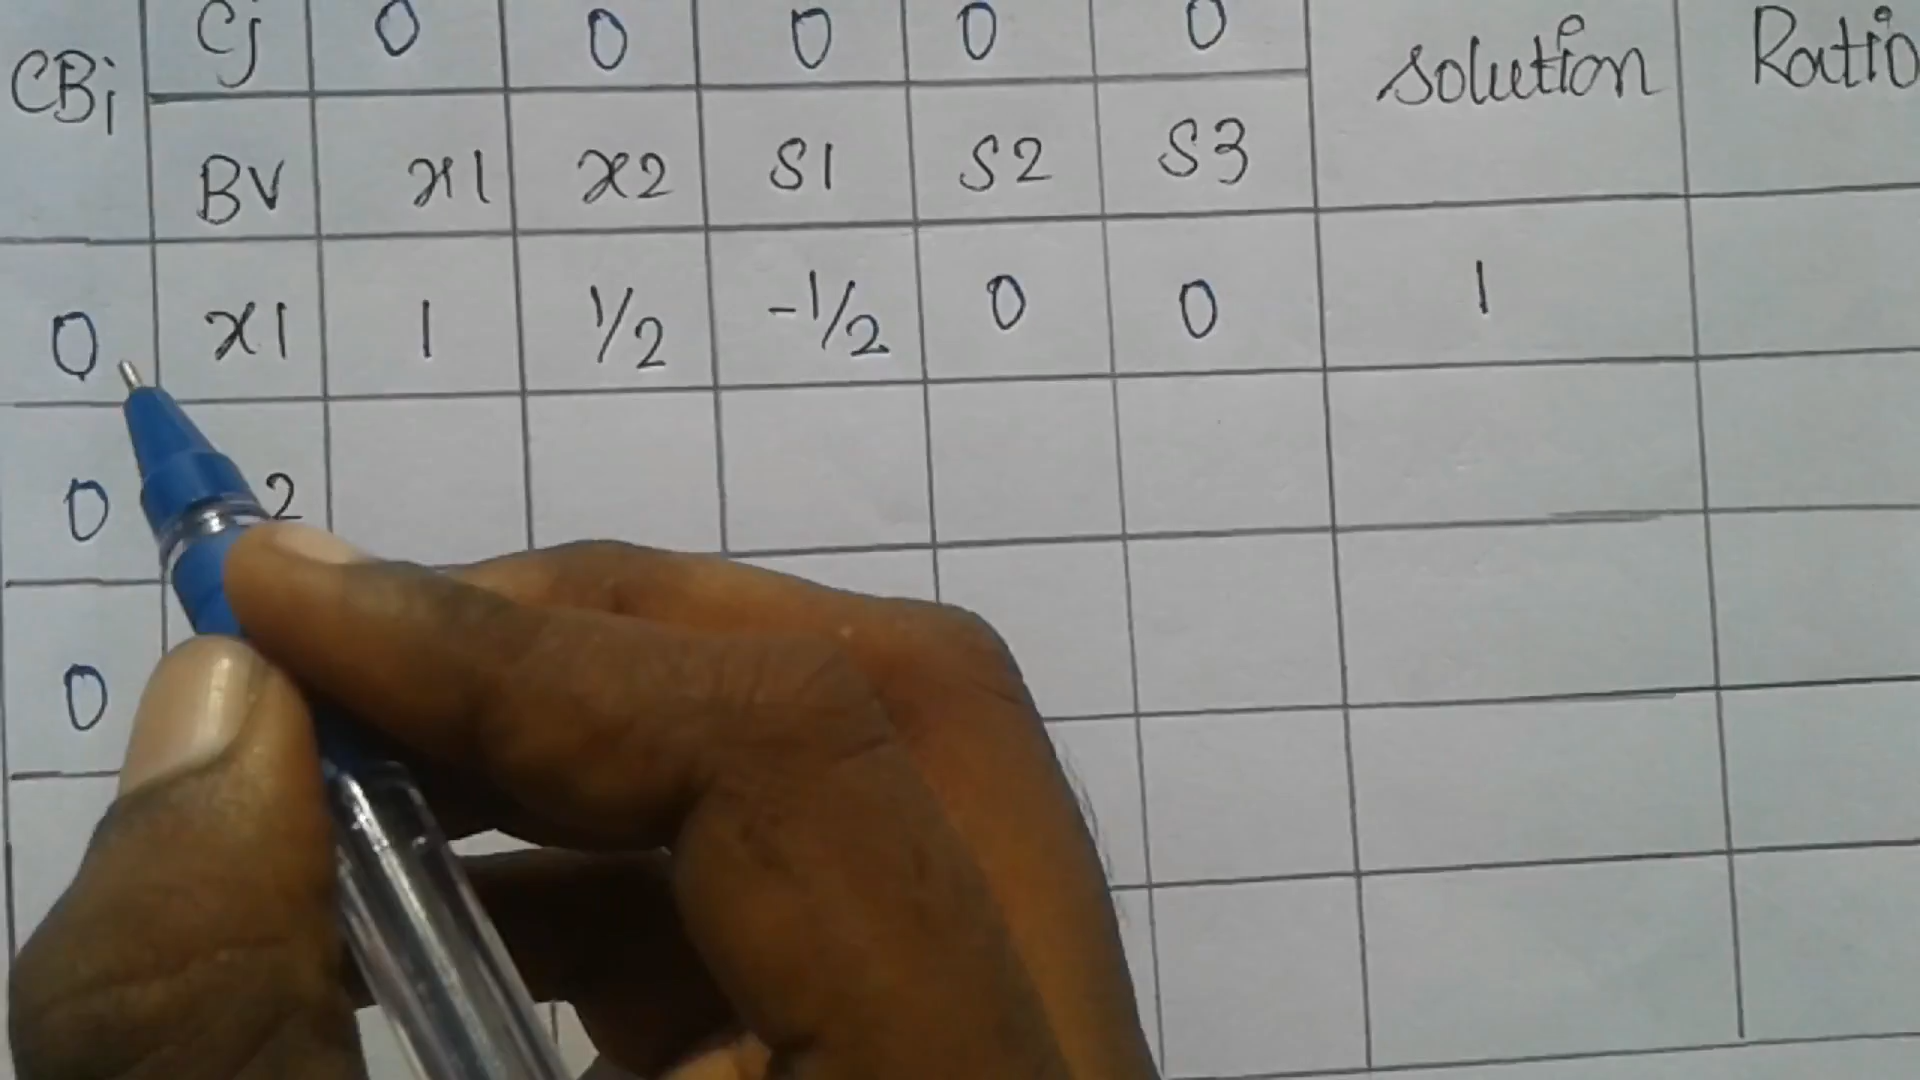 CBi Cj 0 0 0 0 0 solution Ratio
BV x1 x2 S1 S2 S3
0 x1 1 1/2 -1/2 0 0 1
0 2
0